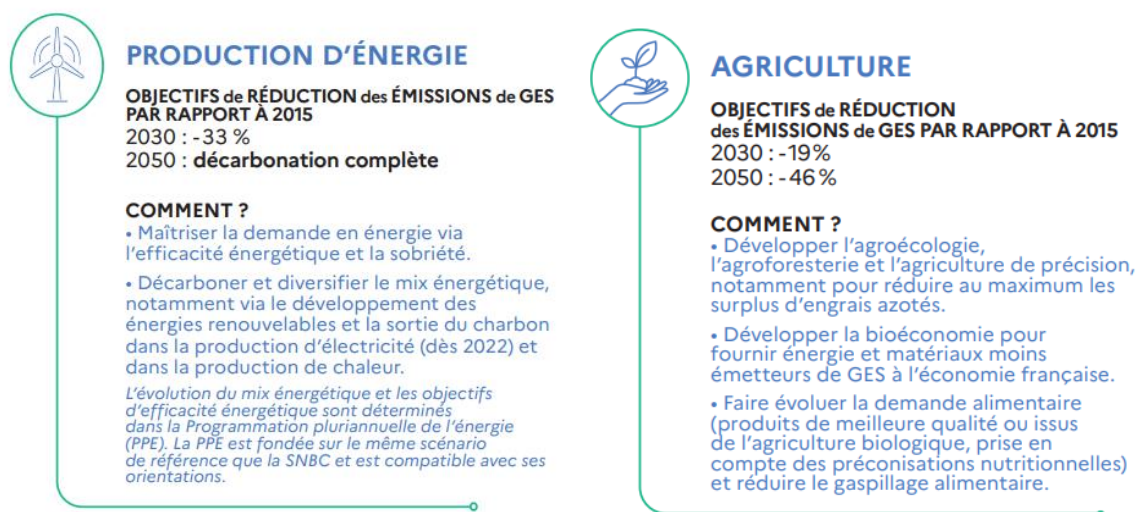 PRODUCTION D'ÉNERGIE
OBJECTIFS de RÉDUCTION des ÉMISSIONS de GES
PAR RAPPORT À 2015
2030 : -33 %
2050 : décarbonation complète
COMMENT ?
• Maîtriser la demande en énergie via
l'efficacité énergétique et la sobriété.
• Décarboner et diversifier le mix énergétique,
notamment via le développement des
énergies renouvelables et la sortie du charbon
dans la production d'électricité (dès 2022) et
dans la production de chaleur.
L'évolution du mix énergétique et les objectifs
d'efficacité énergétique sont déterminés
dans la Programmation pluriannuelle de l'énergie
(PPE). La PPE est fondée sur le même scénario
de référence que la SNBC et est compatible avec ses
orientations.
AGRICULTURE
OBJECTIFS de RÉDUCTION
des ÉMISSIONS de GES PAR RAPPORT À 2015
2030 : -19%
2050 : -46%
COMMENT ?
• Développer l'agroécologie,
l'agroforesterie et l'agriculture de précision,
notamment pour réduire au maximum les
surplus d'engrais azotés.
• Développer la bioéconomie pour
fournir énergie et matériaux moins
émetteurs de GES à l'économie française.
• Faire évoluer la demande alimentaire
(produits de meilleure qualité ou issus
de l'agriculture biologique, prise en
compte des préconisations nutritionnelles)
et réduire le gaspillage alimentaire.